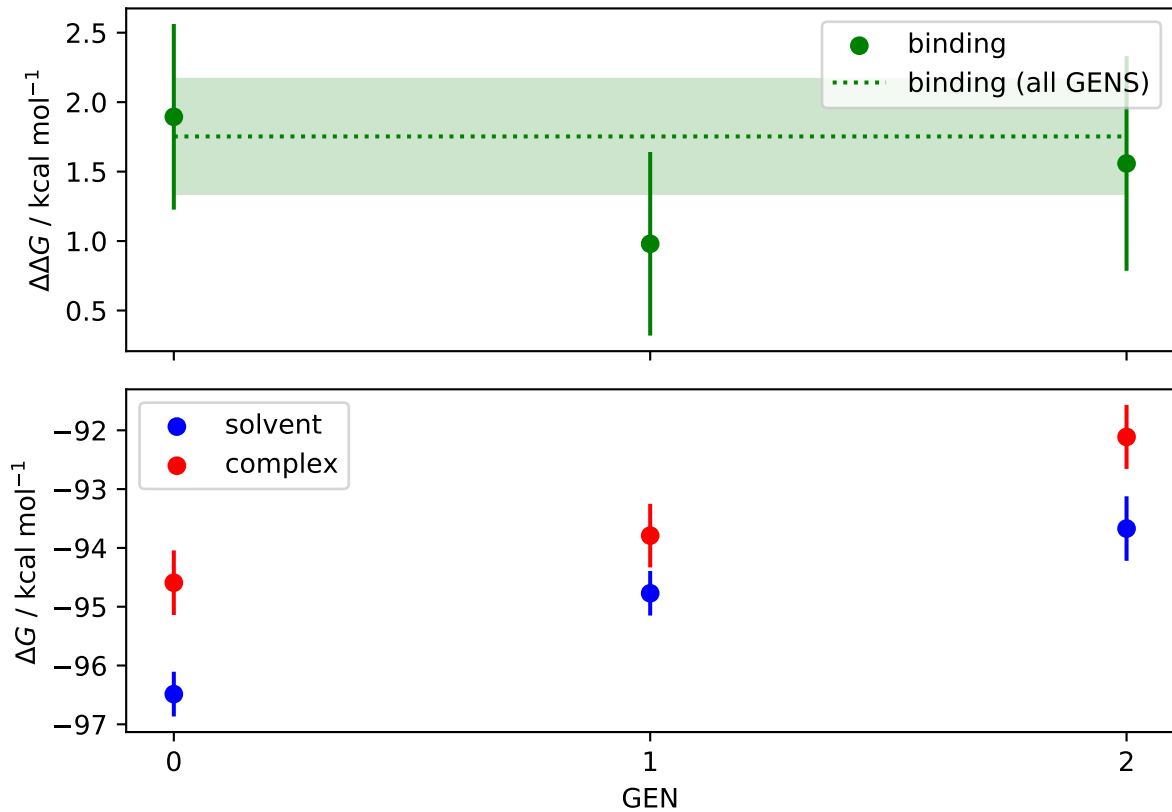 2.5
2.0
1.5
1.0
0.5
ΔΔG / kcal mol⁻¹
binding
binding (all GENS)
−92
−93
−94
−95
−96
−97
ΔG / kcal mol⁻¹
solvent
complex
0
1
2
GEN